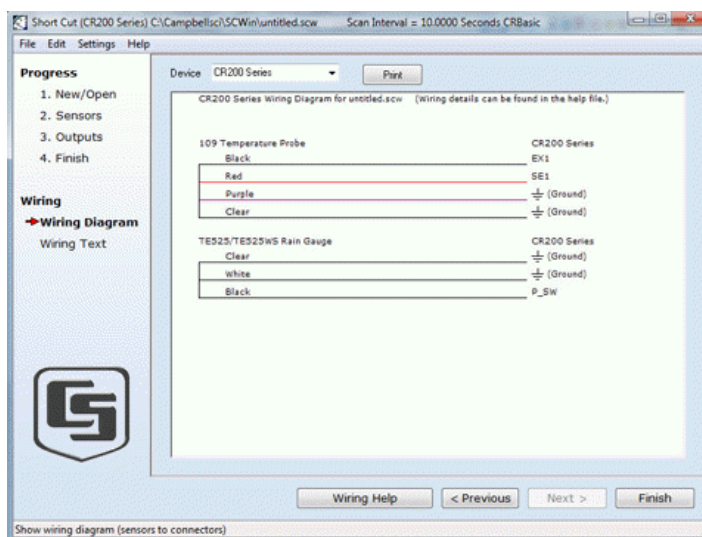 Short Cut (CR200 Series) C:\Campbellsci\SCWin\untitled.scw Scan Interval = 10.0000 Seconds CRBasic
File Edit Settings Help
Progress
1. New/Open
2. Sensors
3. Outputs
4. Finish
Wiring
Wiring Diagram
Wiring Text
Device CR200 Series Print
CR200 Series Wiring Diagram for untitled.scw (Wiring details can be found in the help file.)
109 Temperature Probe CR200 Series
Black EX1
Red SE1
Purple (Ground)
Clear (Ground)
TE525/TE525WS Rain Gauge CR200 Series
Clear (Ground)
White (Ground)
Black P_SW
CS
Wiring Help < Previous Next > Finish
Show wiring diagram (sensors to connectors)